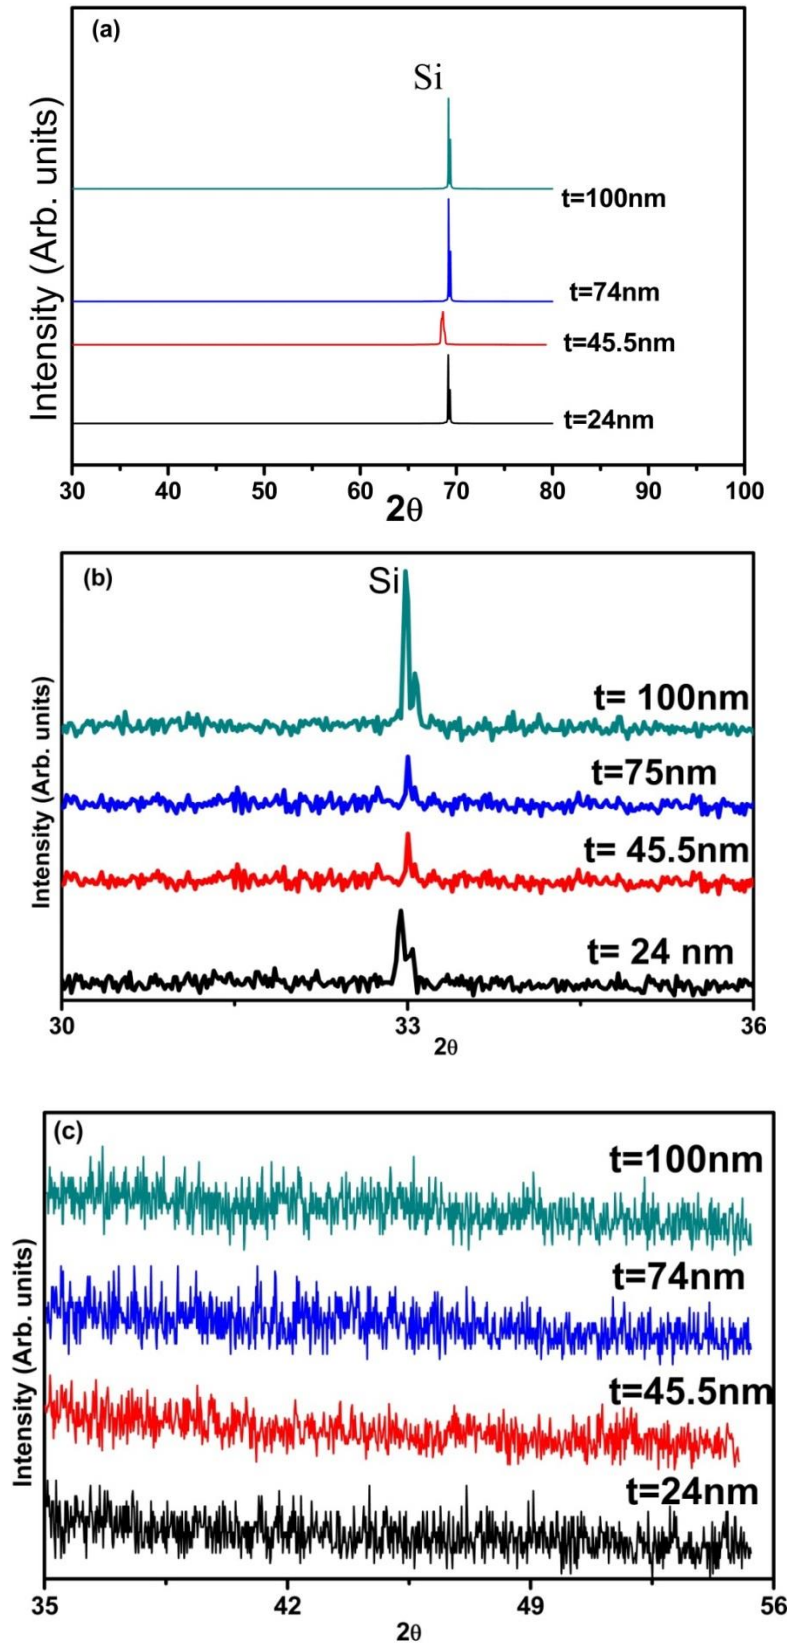 (a)
Si
Intensity (Arb. units)
t=100nm
t=74nm
t=45.5nm
t=24nm
30 40 50 60 70 80 90 100
2θ
(b)
Si
Intensity (Arb. units)
t= 100nm
t=75nm
t= 45.5nm
t= 24 nm
30 33 36
2θ
(c)
Intensity (Arb. units)
t=100nm
t=74nm
t=45.5nm
t=24nm
35 42 49 56
2θ